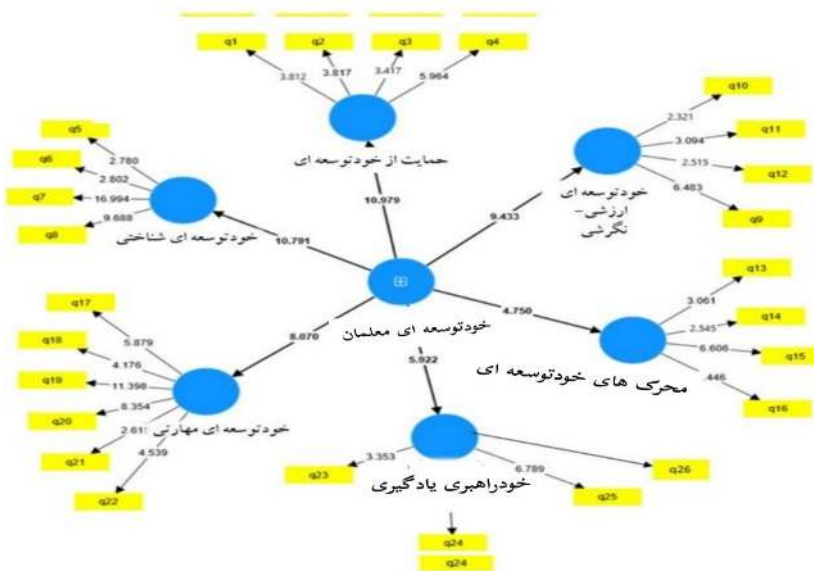 q1
q2
q3
q4
3.812
3.817
3.417
5.964
حمایت از خودتوسعه ای
q10
q11
q12
q9
2.321
3.094
2.515
6.483
خودتوسعه ای
ارزشی-
نگرشی
q5
q6
q7
q8
2.780
2.802
16.994
9.688
خودتوسعه ای شناختی
10.979
9.433
10.791
4.750
8.070
5.922
خودتوسعه ای معلمان
q13
q14
q15
q16
3.061
2.545
6.606
.446
محرک های خودتوسعه ای
q17
q18
q19
q20
q21
q22
5.879
4.176
11.398
8.354
2.61
4.539
خودتوسعه ای مهارتی
q23
3.353
6.789
q25
q26
خودراهبری یادگیری
q24
q24